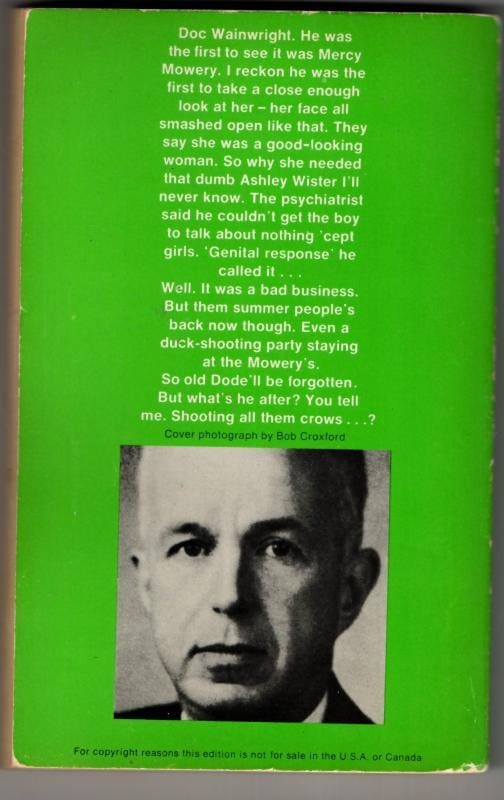 Doc Wainwright. He was
the first to see it was Mercy
Mowery. I reckon he was the
first to take a close enough
look at her – her face all
smashed open like that. They
say she was a good-looking
woman. So why she needed
that dumb Ashley Wister I'll
never know. The psychiatrist
said he couldn't get the boy
to talk about nothing 'cept
girls. 'Genital response' he
called it . . .
Well. It was a bad business.
But them summer people's
back now though. Even a
duck-shooting party staying
at the Mowery's.
So old Dode'll be forgotten.
But what's he after? You tell
me. Shooting all them crows . . .?
Cover photograph by Bob Croxford
For copyright reasons this edition is not for sale in the U.S.A. or Canada